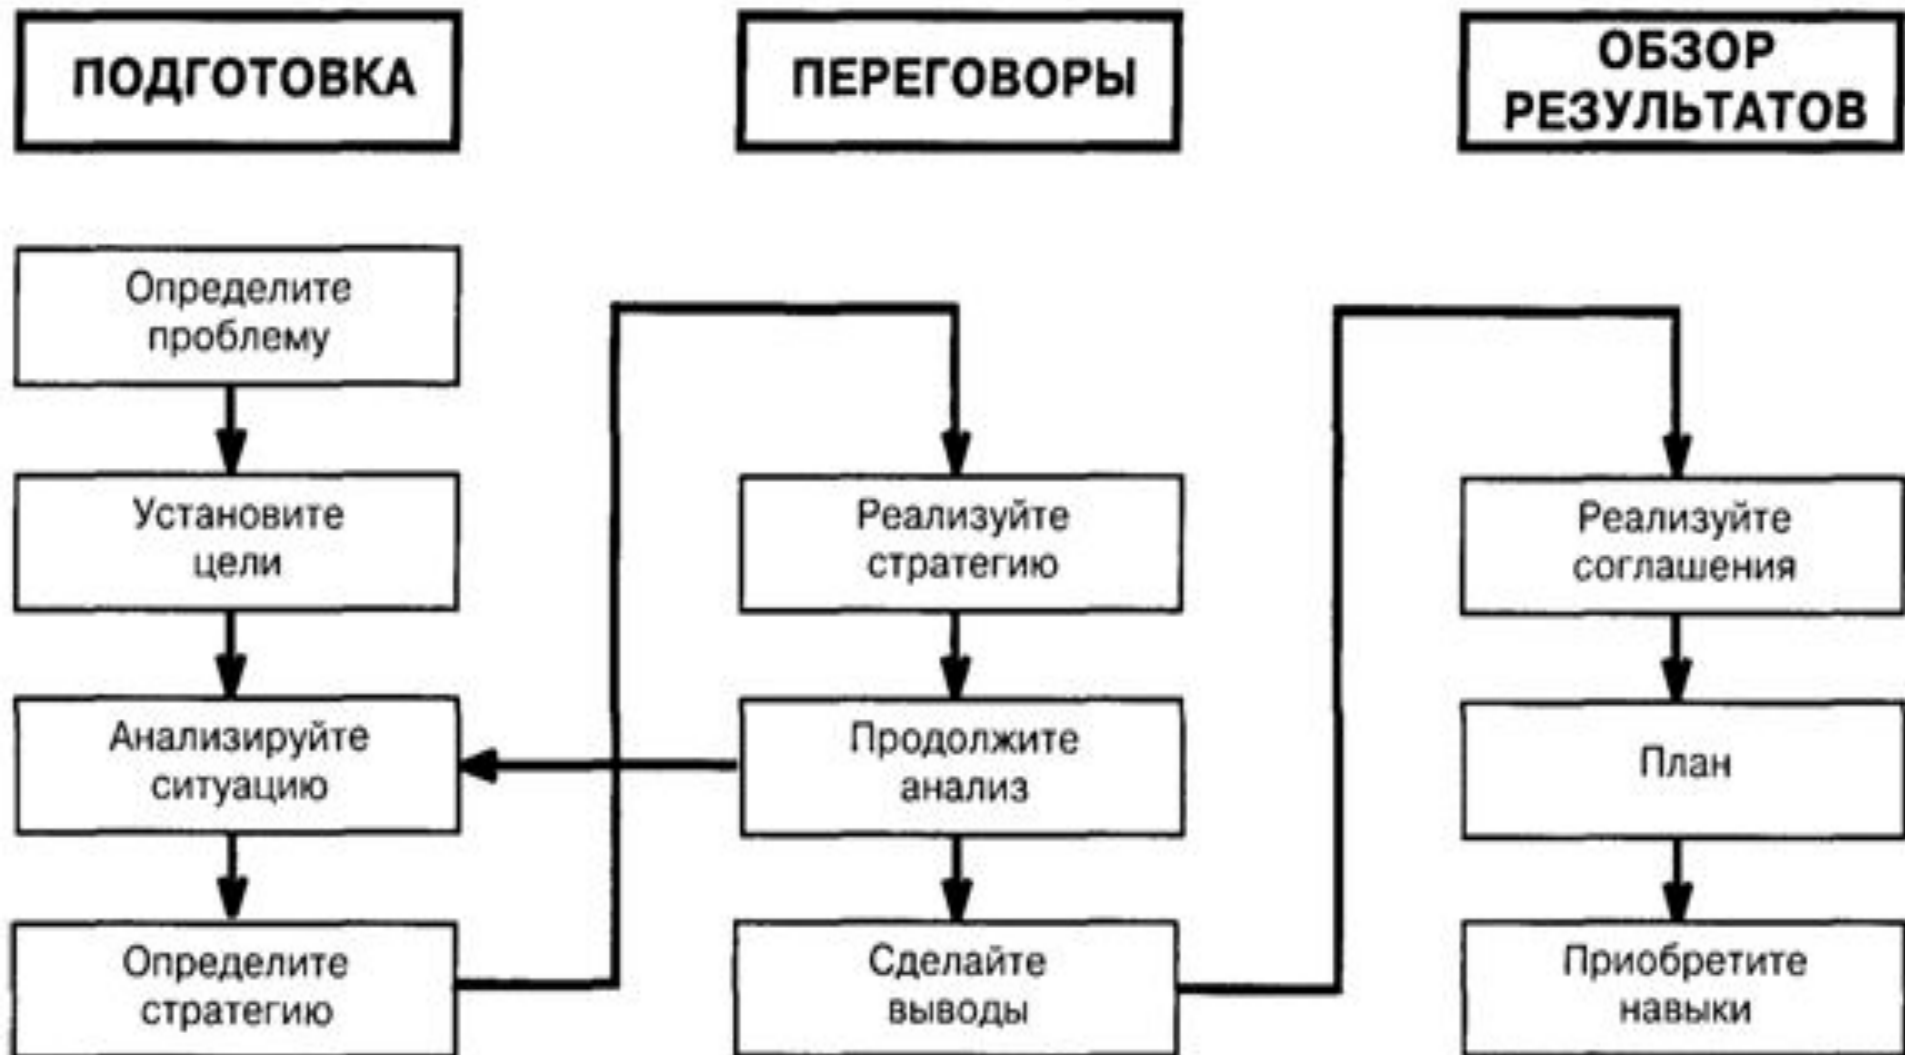 ПОДГОТОВКА
Определите
проблему
Установите
цели
Анализируйте
ситуацию
Определите
стратегию
ПЕРЕГОВОРЫ
Реализуйте
стратегию
Продолжите
анализ
Сделайте
выводы
ОБЗОР
РЕЗУЛЬТАТОВ
Реализуйте
соглашения
План
Приобретите
навыки